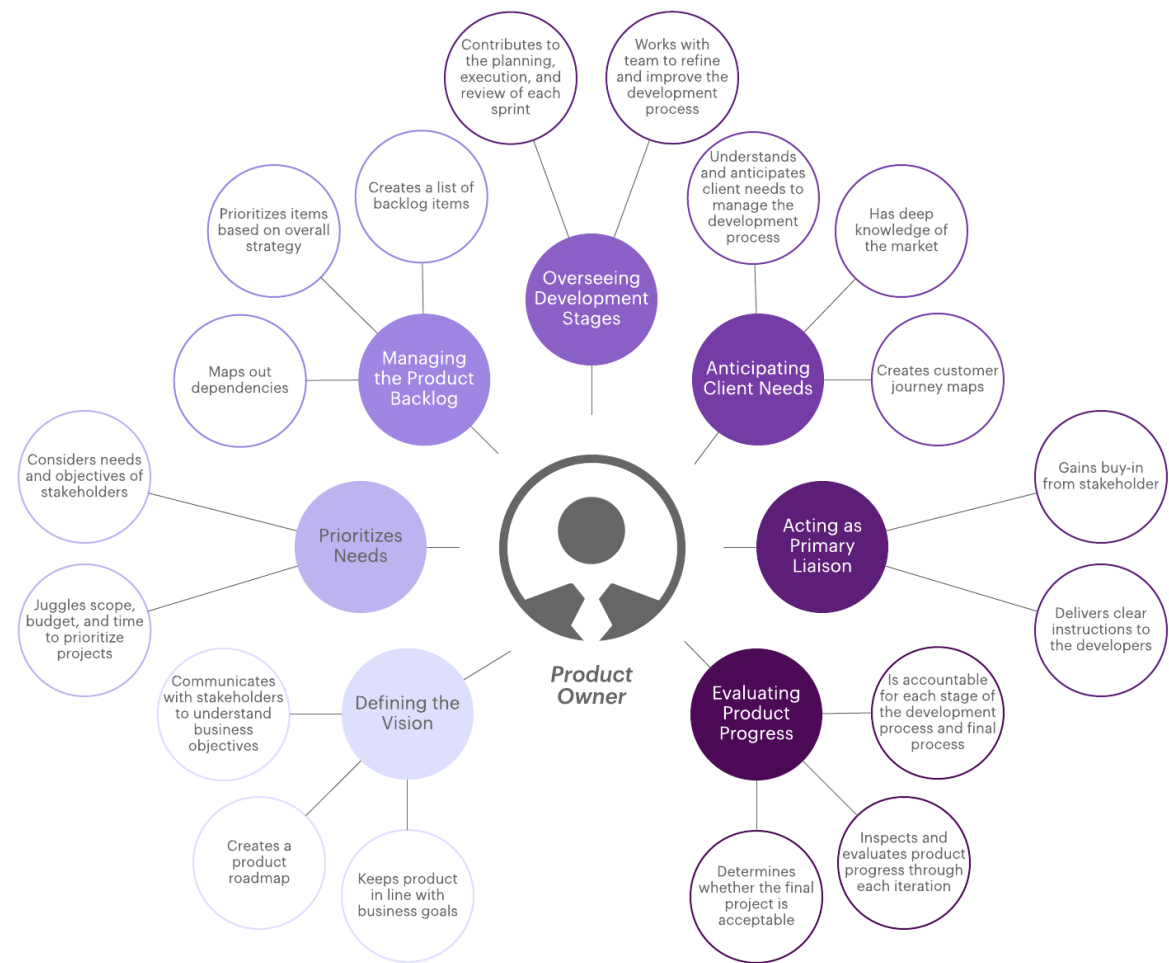 Contributes to
the planning,
execution, and
review of each
sprint
Works with
team to refine
and improve the
development
process
Overseeing
Development
Stages
Understands
and anticipates
client needs to
manage the
development
process
Has deep
knowledge of
the market
Creates customer
journey maps
Anticipating
Client Needs
Creates a list of
backlog items
Prioritizes items
based on overall
strategy
Maps out
dependencies
Managing
the Product
Backlog
Considers needs
and objectives of
stakeholders
Juggles scope,
budget, and time
to prioritize
projects
Prioritizes
Needs
Gains buy-in
from stakeholder
Delivers clear
instructions to
the developers
Acting as
Primary
Liaison
Product
Owner
Communicates
with stakeholders
to understand
business
objectives
Creates a
product
roadmap
Keeps product
in line with
business goals
Defining the
Vision
Evaluating
Product
Progress
Is accountable
for each stage of
the development
process and final
process
Inspects and
evaluates product
progress through
each iteration
Determines
whether the final
project is
acceptable